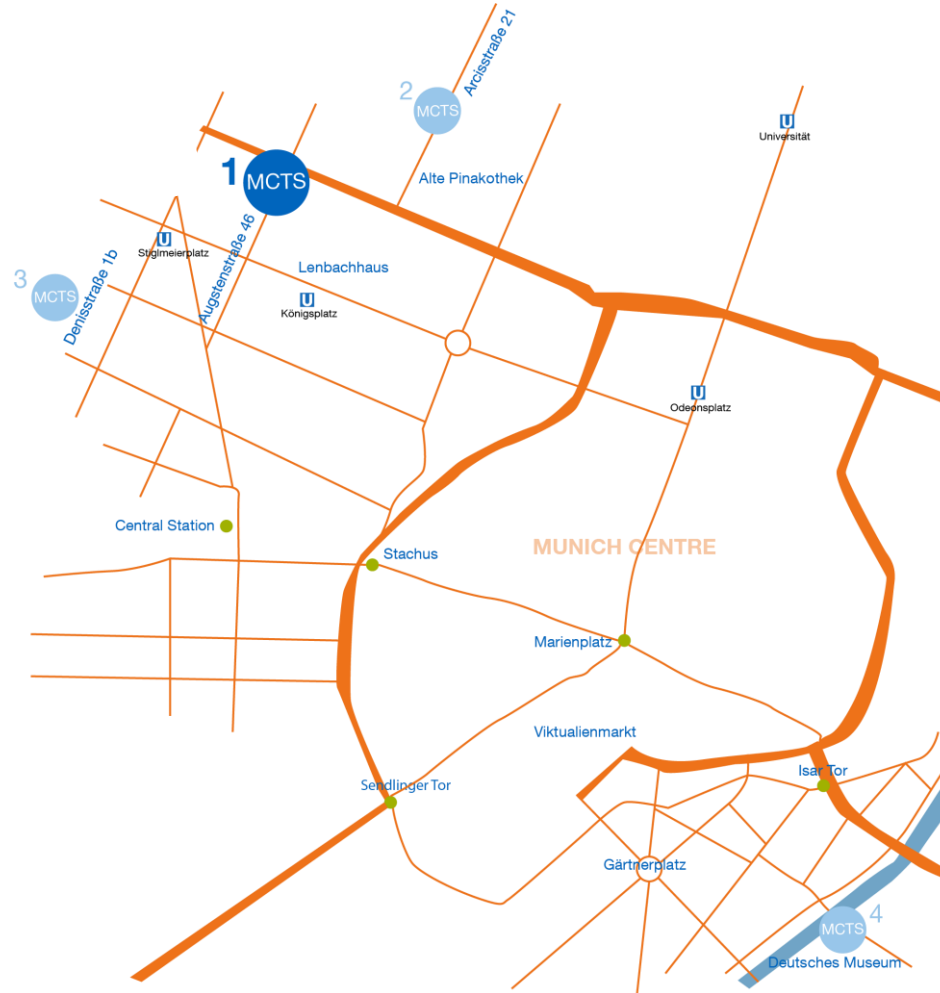 Arcisstraße 21
2
MCTS
U
Universität
1
MCTS
Alte Pinakothek
Augstenstraße 46
U
Stiglmeierplatz
3
MCTS
Denisstraße 1b
Lenbachhaus
U
Königsplatz
U
Odeonsplatz
Central Station
Stachus
MUNICH CENTRE
Marienplatz
Viktualienmarkt
Isar Tor
Sendlinger Tor
Gärtnerplatz
4
MCTS
Deutsches Museum